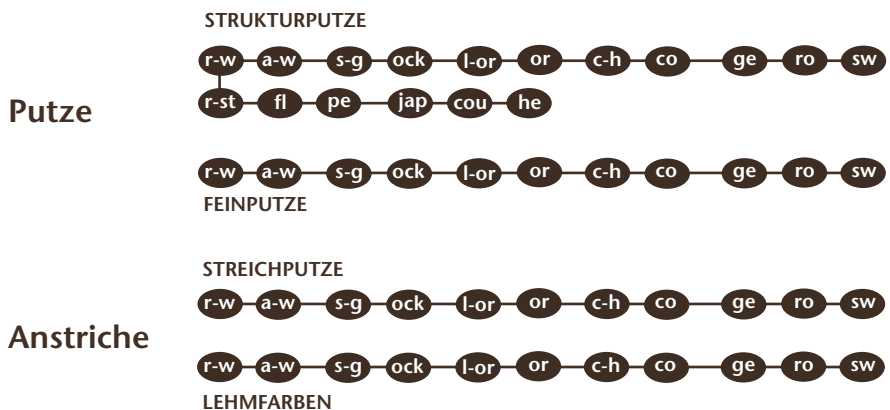 STRUKTURPUTZE
r-w a-w s-g ock l-or or c-h co ge ro sw
Putze
r-st fl pe jap cou he
r-w a-w s-g ock l-or or c-h co ge ro sw
FEINPUTZE
STREICHPUTZE
r-w a-w s-g ock l-or or c-h co ge ro sw
Anstriche
r-w a-w s-g ock l-or or c-h co ge ro sw
LEHMFARBEN